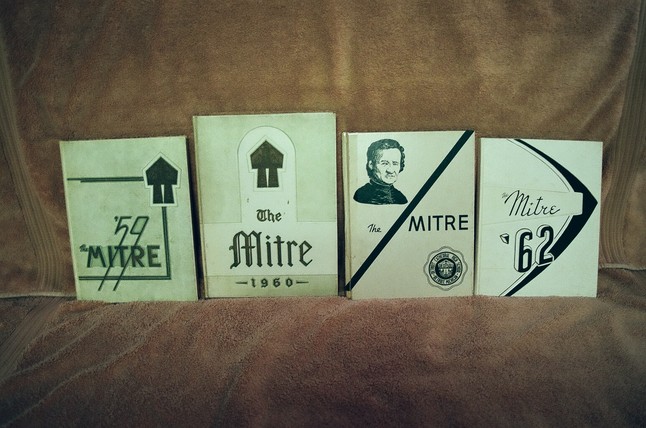 '59
the MITRE
The
Mitre
1960
The MITRE
the Mitre
'62